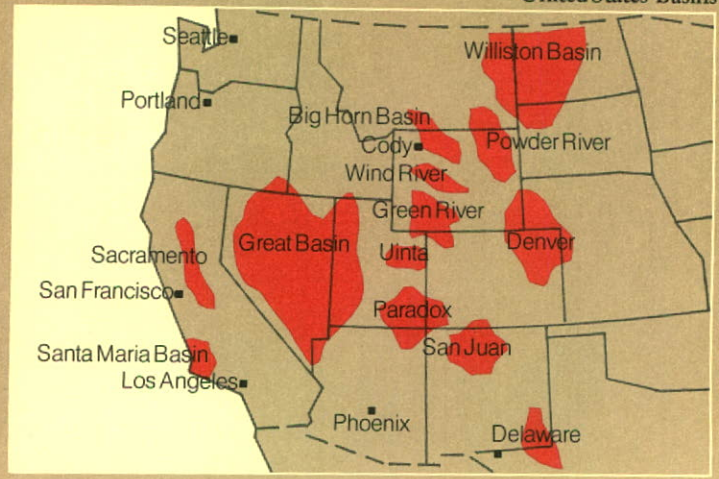 United States Basins
Seattle
Williston Basin
Portland
Big Horn Basin
Cody
Powder River
Wind River
Green River
Great Basin
Denver
Sacramento
Uinta
San Francisco
Paradox
San Juan
Santa Maria Basin
Los Angeles
Phoenix
Delaware